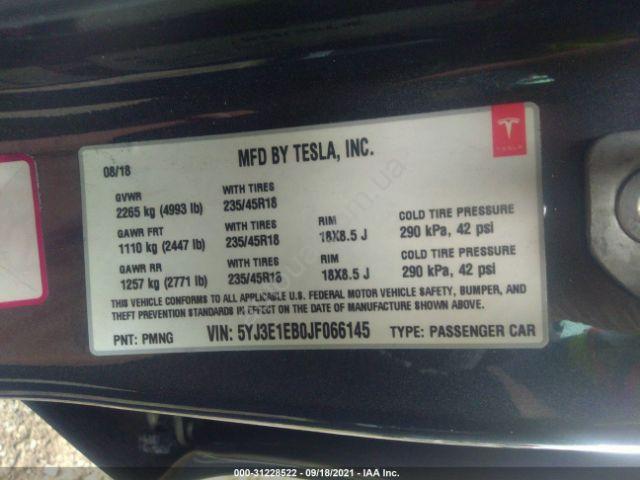 MFD BY TESLA, INC.
TESLA
08/18
GVWR
2265 kg (4993 lb)
WITH TIRES
235/45R18
GAWR FRT
1110 kg (2447 lb)
WITH TIRES
235/45R18
RIM
18X8.5 J
COLD TIRE PRESSURE
290 kPa, 42 psi
GAWR RR
1257 kg (2771 lb)
WITH TIRES
235/45R18
RIM
18X8.5 J
COLD TIRE PRESSURE
290 kPa, 42 psi
THIS VEHICLE CONFORMS TO ALL APPLICABLE U.S. FEDERAL MOTOR VEHICLE SAFETY, BUMPER, AND
THEFT PREVENTION STANDARDS IN EFFECT ON THE DATE OF MANUFACTURE SHOWN ABOVE.
PNT: PMNG
VIN: 5YJ3E1EB0JF066145
TYPE: PASSENGER CAR
000-31228522 - 09/18/2021 - IAA Inc.